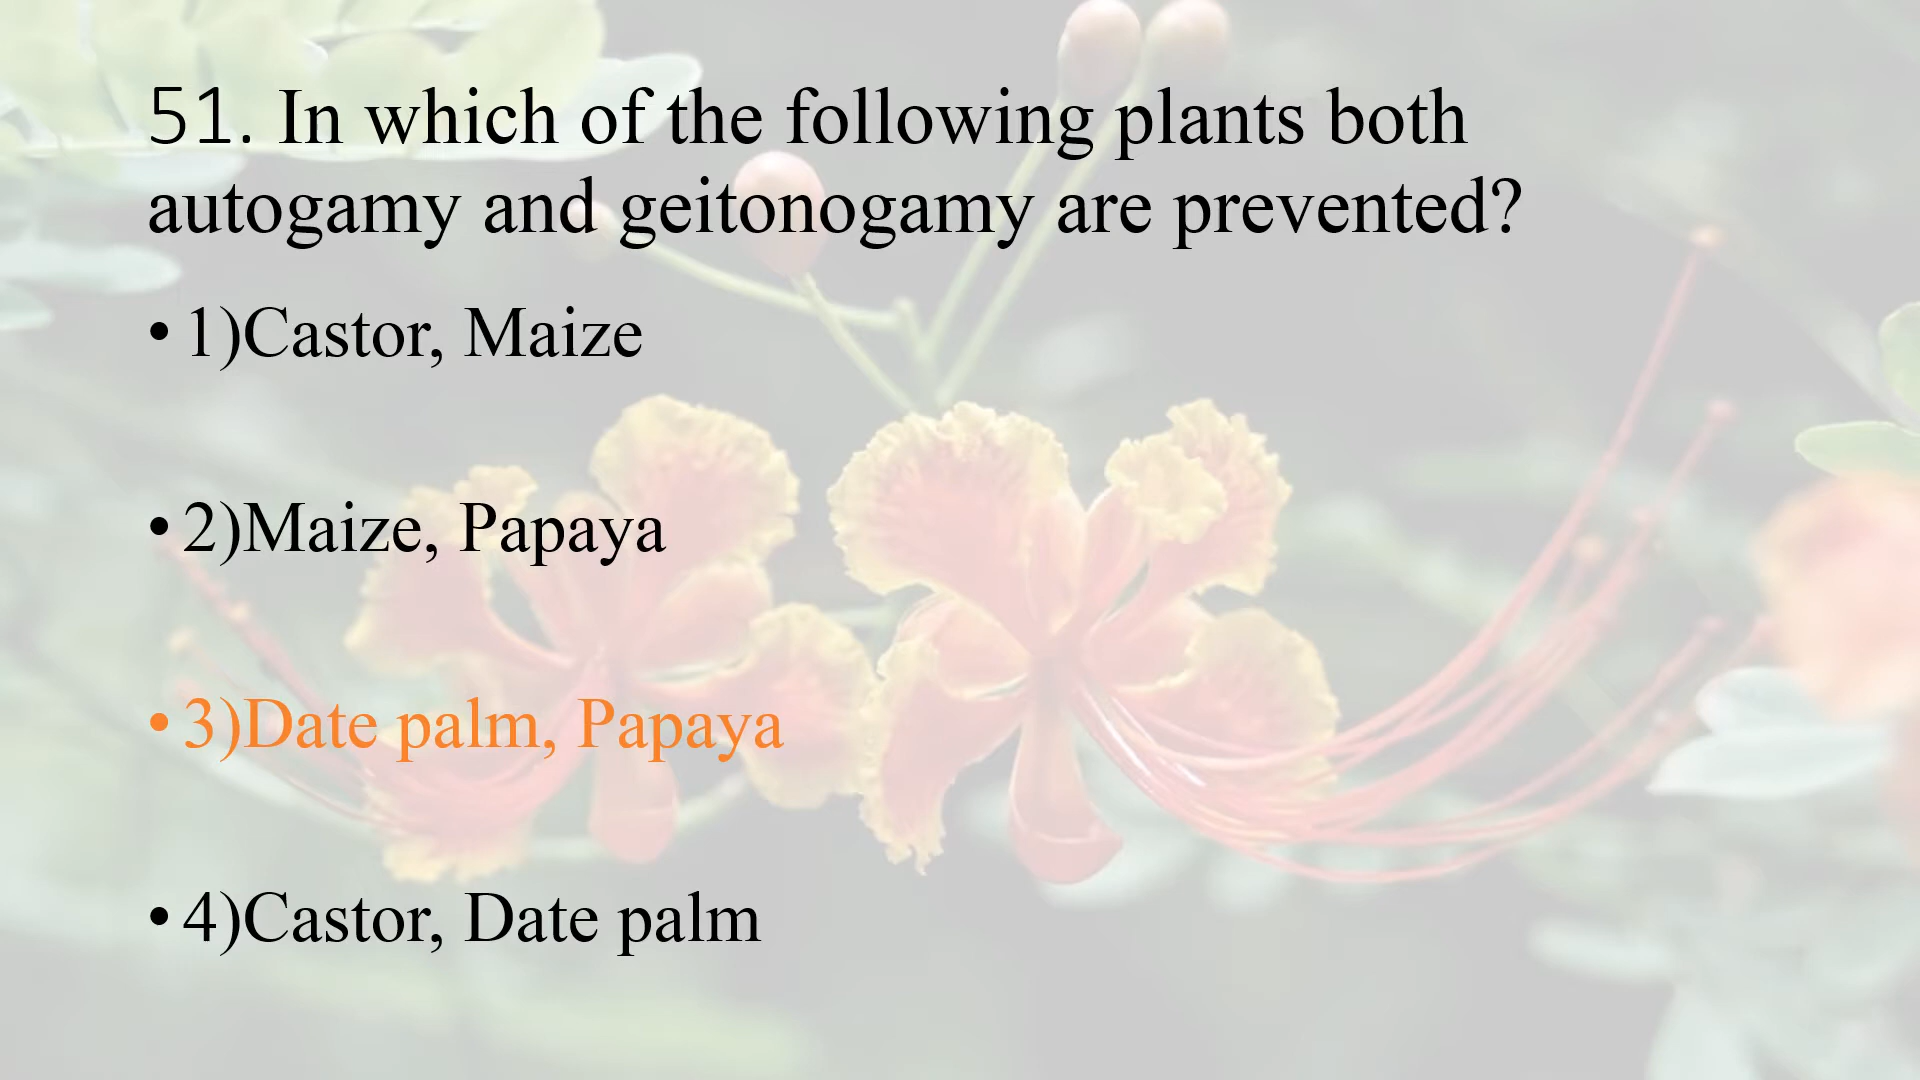 51. In which of the following plants both
autogamy and geitonogamy are prevented?
• 1)Castor, Maize
• 2)Maize, Papaya
• 3)Date palm, Papaya
• 4)Castor, Date palm